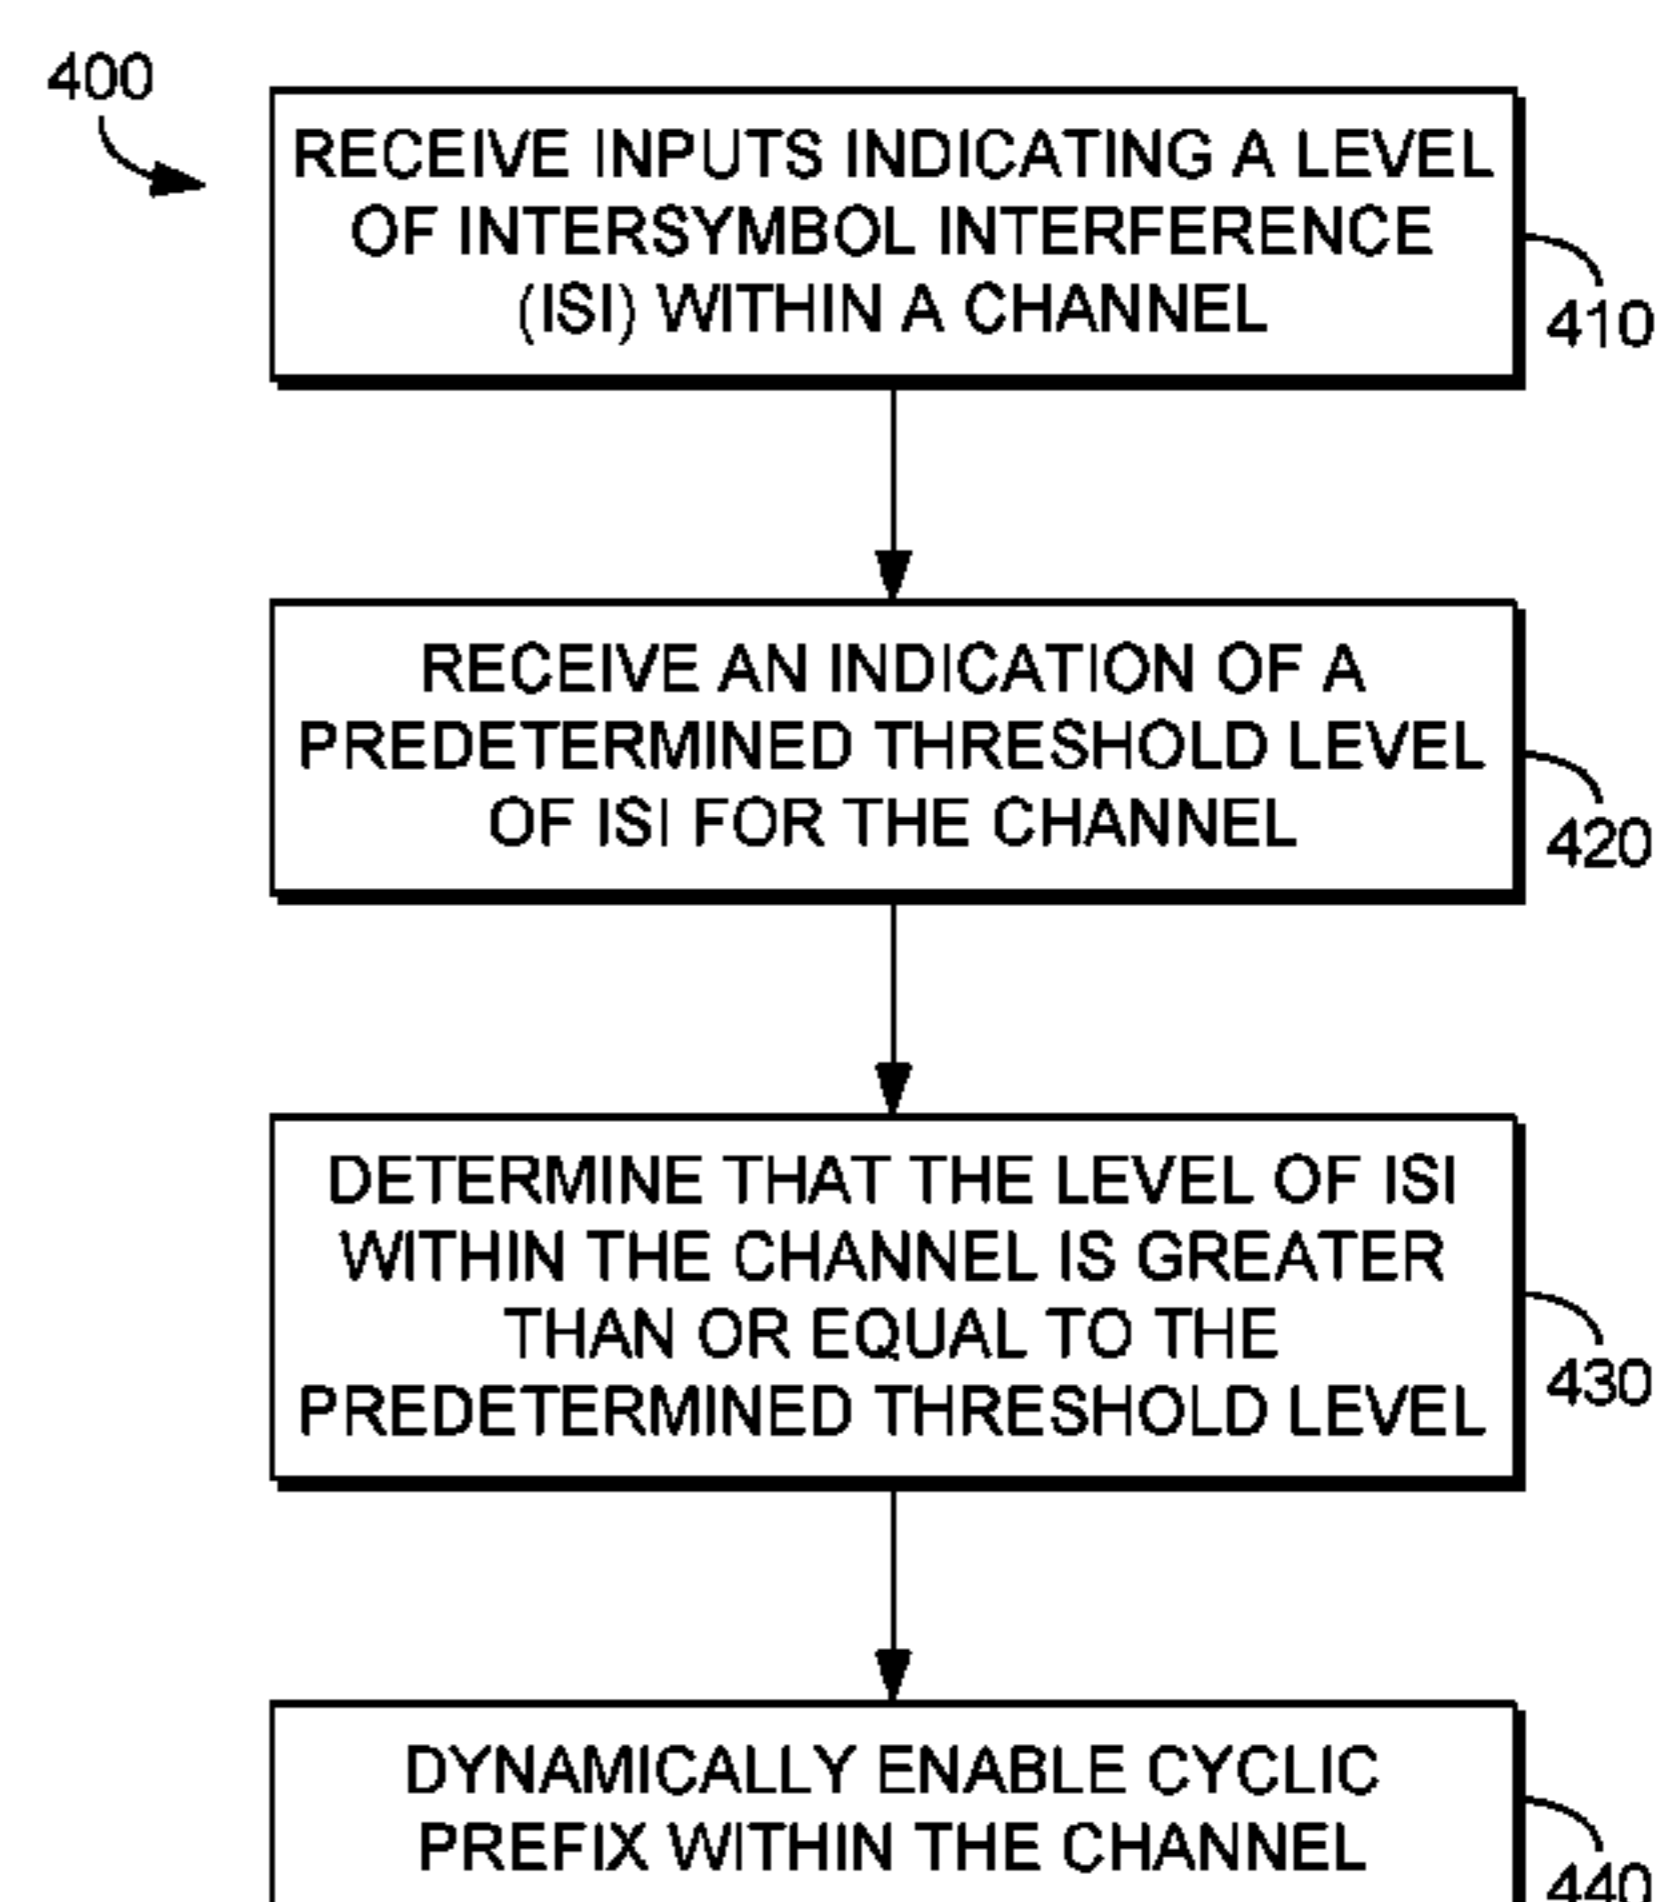 400
RECEIVE INPUTS INDICATING A LEVEL
OF INTERSYMBOL INTERFERENCE
(ISI) WITHIN A CHANNEL
410
RECEIVE AN INDICATION OF A
PREDETERMINED THRESHOLD LEVEL
OF ISI FOR THE CHANNEL
420
DETERMINE THAT THE LEVEL OF ISI
WITHIN THE CHANNEL IS GREATER
THAN OR EQUAL TO THE
PREDETERMINED THRESHOLD LEVEL
430
DYNAMICALLY ENABLE CYCLIC
PREFIX WITHIN THE CHANNEL
440